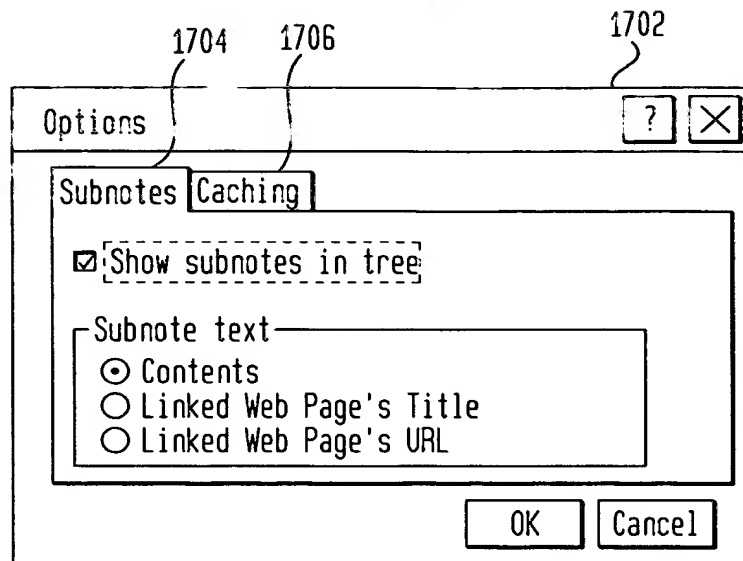 1704 1706 1702
Options ?
Subnotes Caching
Show subnotes in tree
Subnote text
Contents
Linked Web Page's Title
Linked Web Page's URL
OK Cancel